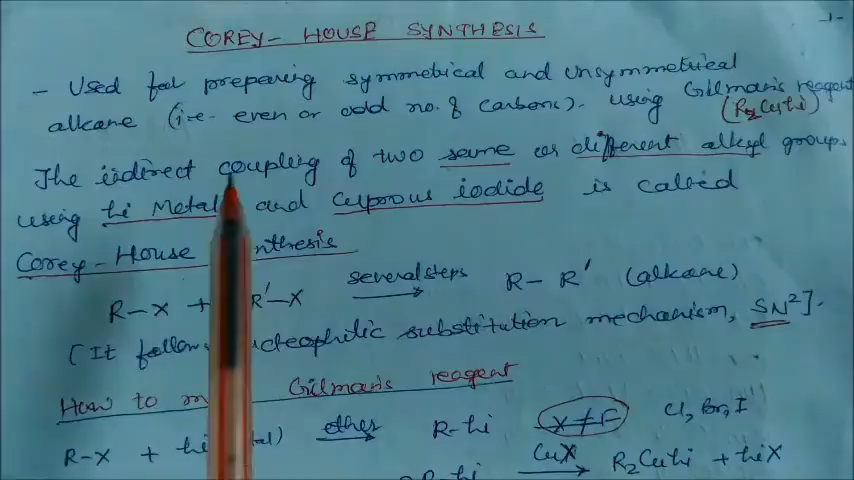 -1-
COREY- HOUSE SYNTHESIS
- Used for preparing symmetrical and unsymmetrical
alkane (i.e. even or odd no. of carbons). using Gilman's reagent
(R2CuLi)
The indirect coupling of two same or different alkyl groups
using Li Metal and Cuprous iodide is called
Corey-House
R-X + R'-X several steps R- R' (alkane)
[It substitution mechanism, SN2].
How to Gilman's reagent
R-X + Li ether R-Li X≠F Cl, Br, I
R-Li CuX R2CuLi + LiX